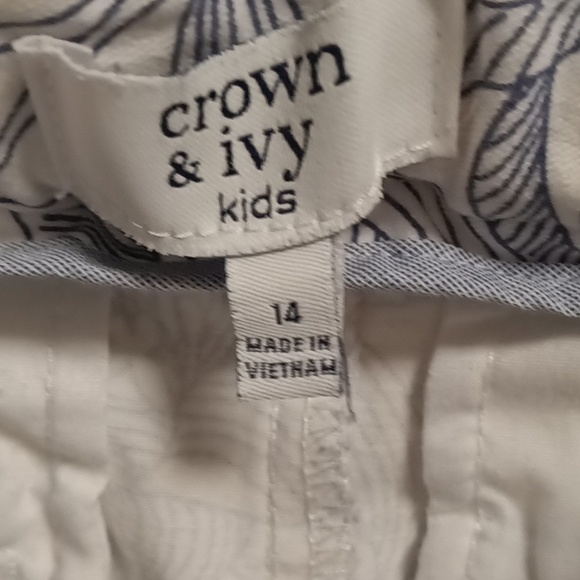 crown
& ivy
kids
14
MADE IN
VIETNAM